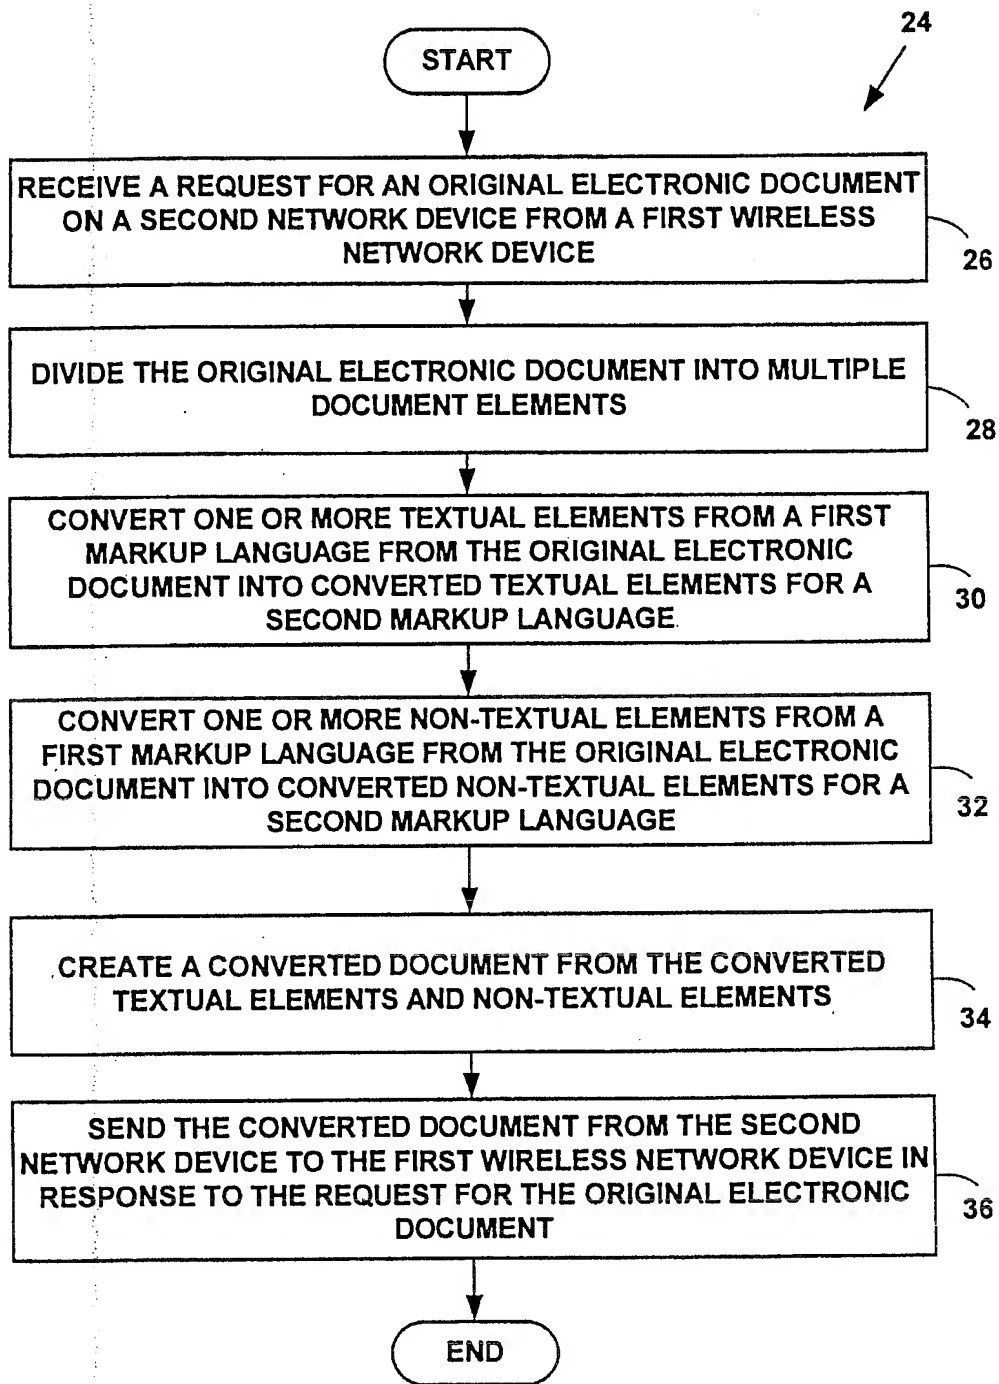 24
START
RECEIVE A REQUEST FOR AN ORIGINAL ELECTRONIC DOCUMENT
ON A SECOND NETWORK DEVICE FROM A FIRST WIRELESS
NETWORK DEVICE
26
DIVIDE THE ORIGINAL ELECTRONIC DOCUMENT INTO MULTIPLE
DOCUMENT ELEMENTS
28
CONVERT ONE OR MORE TEXTUAL ELEMENTS FROM A FIRST
MARKUP LANGUAGE FROM THE ORIGINAL ELECTRONIC
DOCUMENT INTO CONVERTED TEXTUAL ELEMENTS FOR A
SECOND MARKUP LANGUAGE
30
CONVERT ONE OR MORE NON-TEXTUAL ELEMENTS FROM A
FIRST MARKUP LANGUAGE FROM THE ORIGINAL ELECTRONIC
DOCUMENT INTO CONVERTED NON-TEXTUAL ELEMENTS FOR A
SECOND MARKUP LANGUAGE
32
CREATE A CONVERTED DOCUMENT FROM THE CONVERTED
TEXTUAL ELEMENTS AND NON-TEXTUAL ELEMENTS
34
SEND THE CONVERTED DOCUMENT FROM THE SECOND
NETWORK DEVICE TO THE FIRST WIRELESS NETWORK DEVICE IN
RESPONSE TO THE REQUEST FOR THE ORIGINAL ELECTRONIC
DOCUMENT
36
END